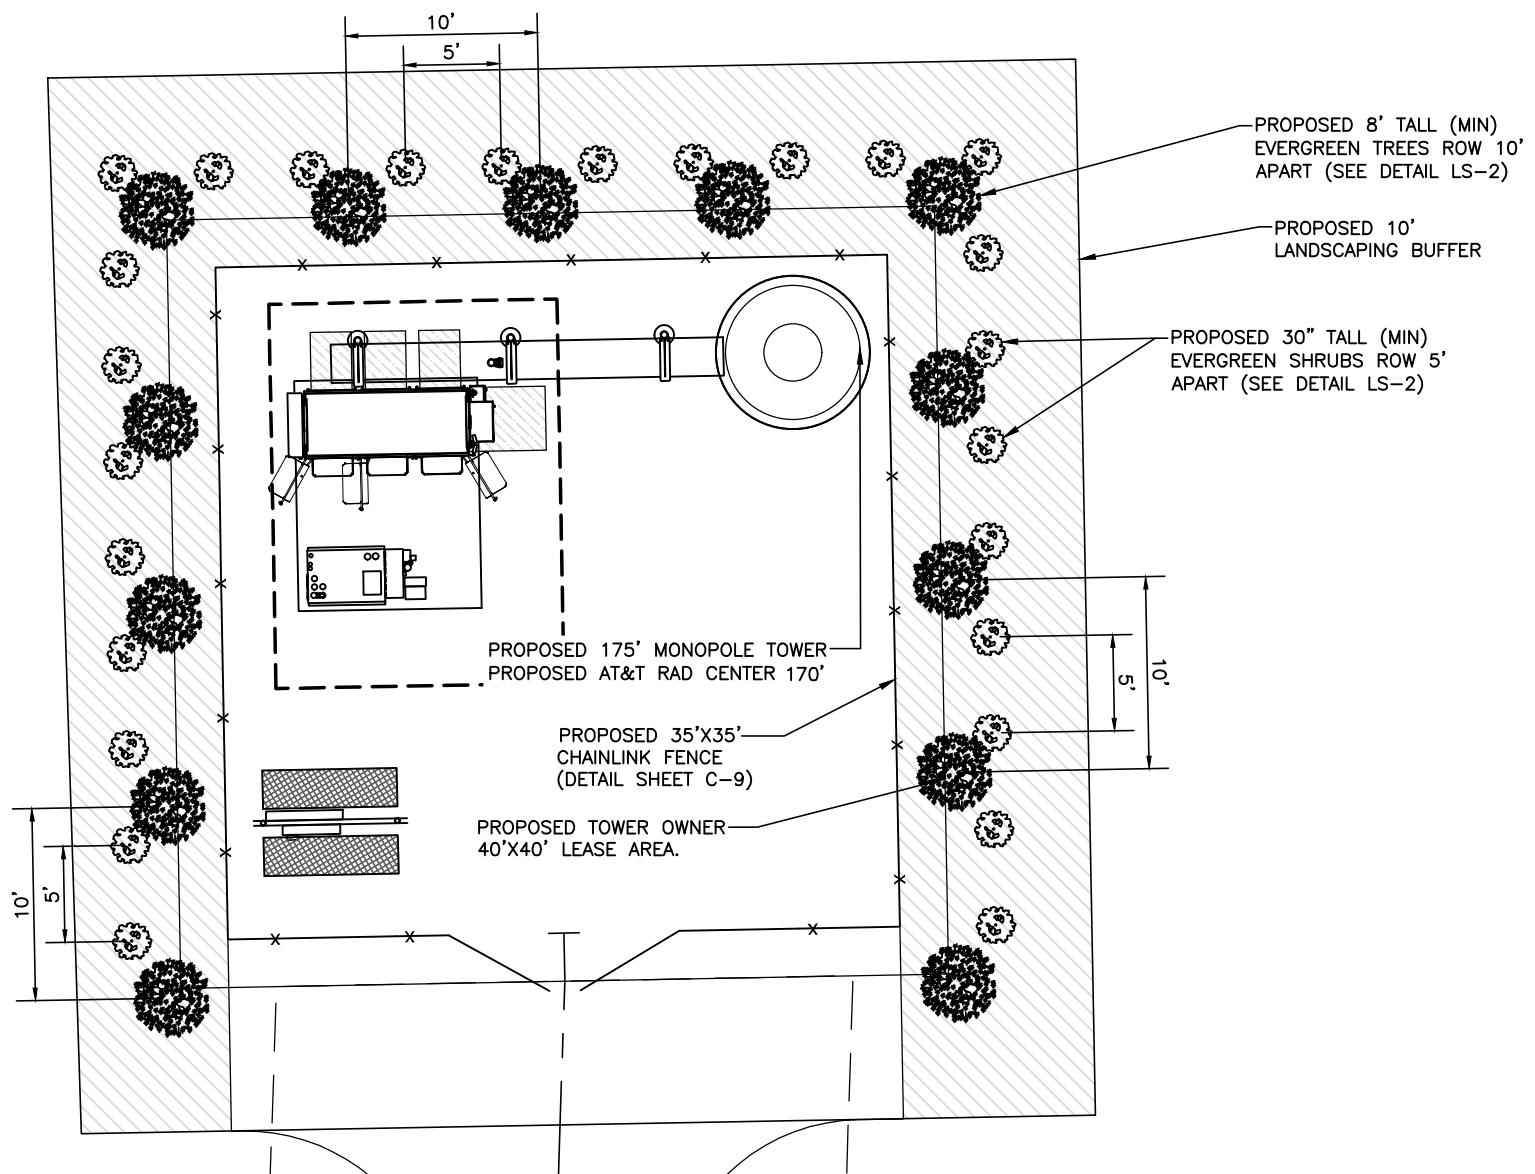 10'
5'
PROPOSED 8' TALL (MIN)
EVERGREEN TREES ROW 10'
APART (SEE DETAIL LS-2)
PROPOSED 10'
LANDSCAPING BUFFER
PROPOSED 30" TALL (MIN)
EVERGREEN SHRUBS ROW 5'
APART (SEE DETAIL LS-2)
PROPOSED 175' MONOPOLE TOWER
PROPOSED AT&T RAD CENTER 170'
10'
5'
PROPOSED 35'X35'
CHAINLINK FENCE
(DETAIL SHEET C-9)
PROPOSED TOWER OWNER
40'X40' LEASE AREA.
10'
5'